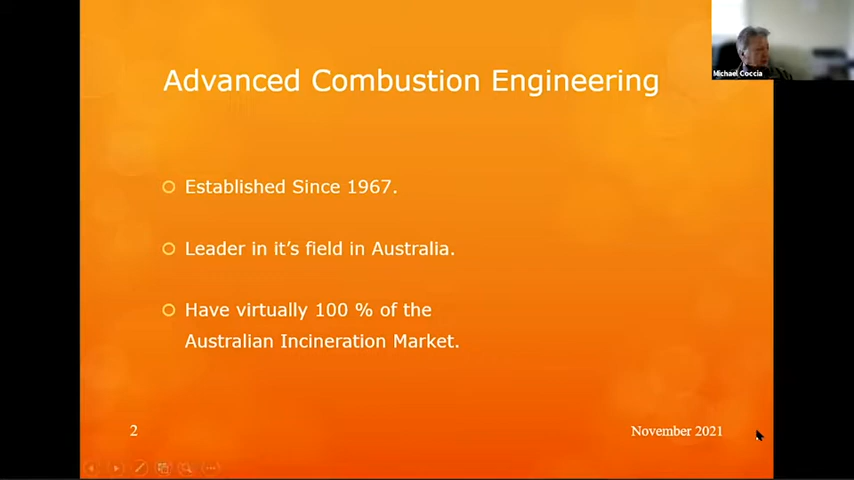 Michael Coccia
Advanced Combustion Engineering
Established Since 1967.
Leader in it’s field in Australia.
Have virtually 100 % of the
Australian Incineration Market.
2
November 2021